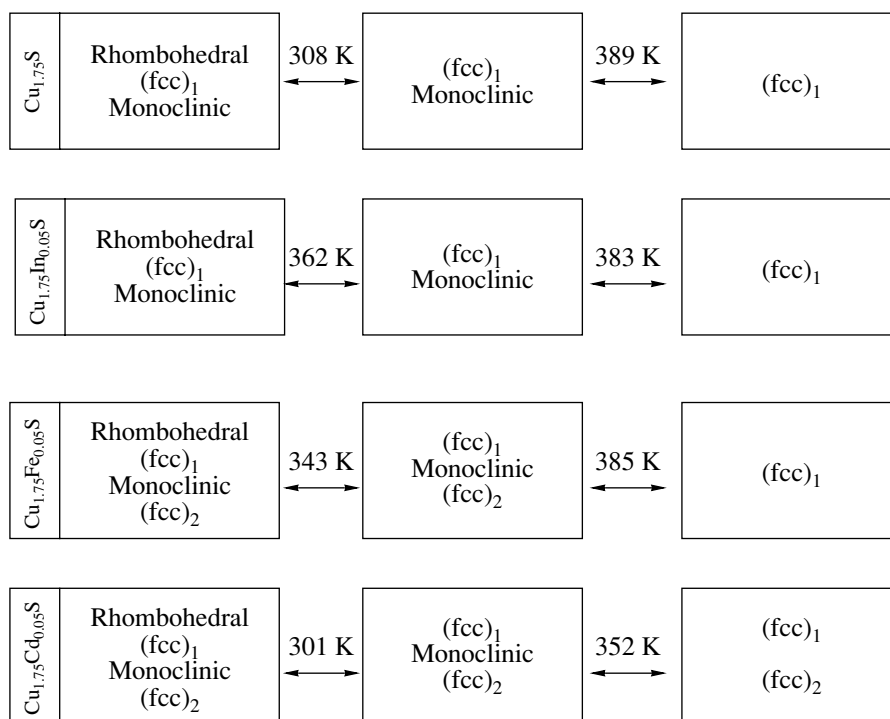 Cu1.75S
Rhombohedral
(fcc)1
Monoclinic
308 K
(fcc)1
Monoclinic
389 K
(fcc)1
Cu1.75In0.05S
Rhombohedral
(fcc)1
Monoclinic
362 K
(fcc)1
Monoclinic
383 K
(fcc)1
Cu1.75Fe0.05S
Rhombohedral
(fcc)1
Monoclinic
(fcc)2
343 K
(fcc)1
Monoclinic
(fcc)2
385 K
(fcc)1
Cu1.75Cd0.05S
Rhombohedral
(fcc)1
Monoclinic
(fcc)2
301 K
(fcc)1
Monoclinic
(fcc)2
352 K
(fcc)1
(fcc)2